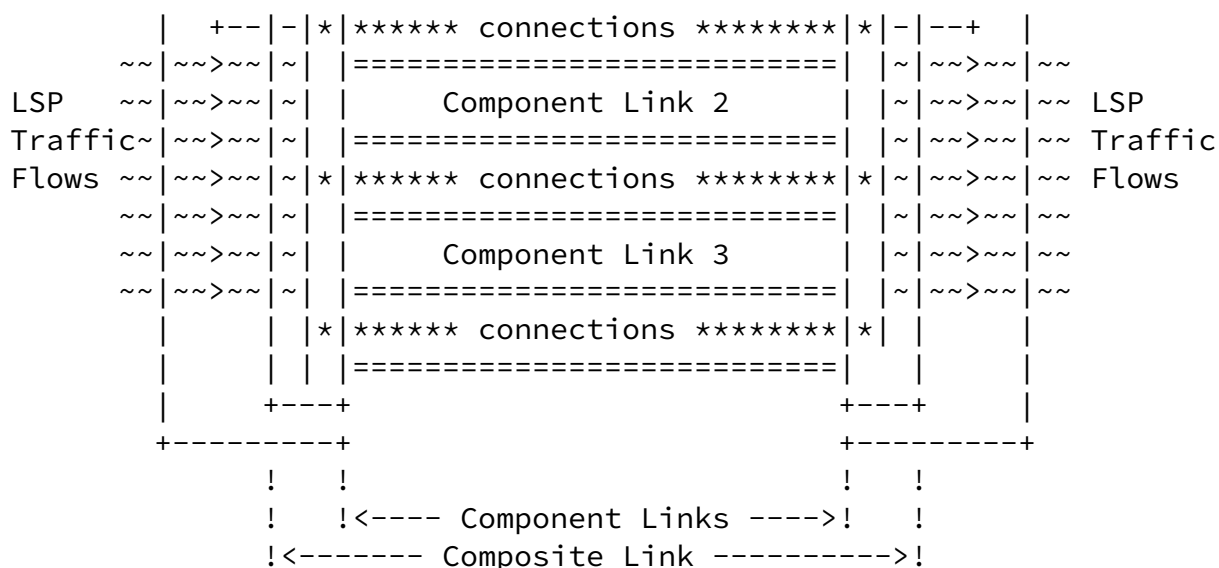 |  +--|-|*|****** connections ********|*|-|--+  |
    ~~|~~>~~|~| |===========================| |~|~~>~~|~~
LSP ~~|~~>~~|~| |     Component Link 2      | |~|~~>~~|~~ LSP
Traffic~|~~>~~|~| |===========================| |~|~~>~~|~~ Traffic
Flows ~~|~~>~~|~|*|****** connections ********|*|~|~~>~~|~~ Flows
    ~~|~~>~~|~| |===========================| |~|~~>~~|~~
    ~~|~~>~~|~| |     Component Link 3      | |~|~~>~~|~~
    ~~|~~>~~|~| |===========================| |~|~~>~~|~~
      |     | |*|****** connections ********|*| |     |
      |     | | |===========================|   |     |
      |     +---+                           +---+     |
      +---------+                           +---------+
            !   !                           !   !
            !   !<---- Component Links ---->!   !
            !<------- Composite Link ---------->!